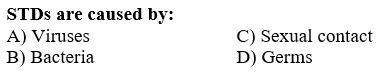 STDs are caused by:
A) Viruses C) Sexual contact
B) Bacteria D) Germs